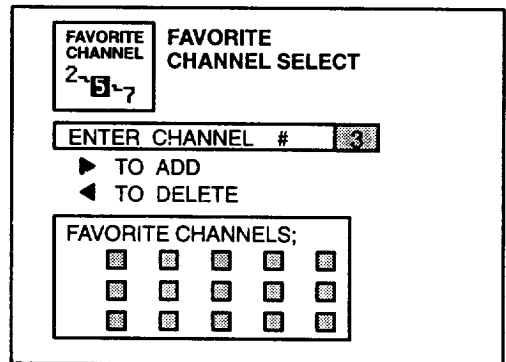 FAVORITE
CHANNEL
2 5 7
FAVORITE
CHANNEL SELECT
ENTER CHANNEL # 3
▶ TO ADD
◀ TO DELETE
FAVORITE CHANNELS;